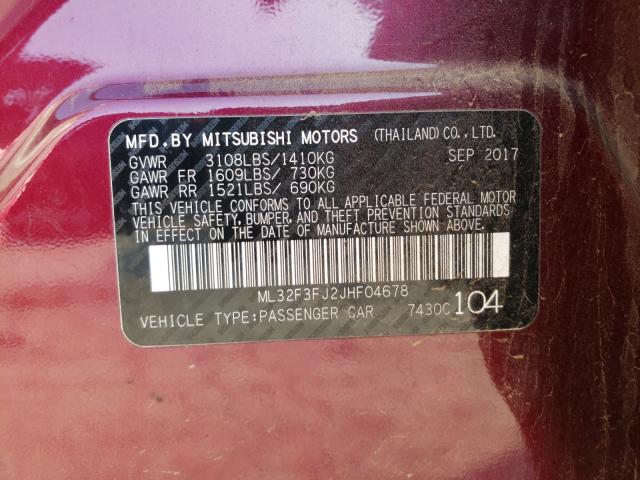 MFD.BY MITSUBISHI MOTORS (THAILAND)CO.,LTD.
GVWR 3108LBS/1410KG SEP 2017
GAWR FR 1609LBS/ 730KG
GAWR RR 1521LBS/ 690KG
THIS VEHICLE CONFORMS TO ALL APPLICABLE FEDERAL MOTOR
VEHICLE SAFETY, BUMPER, AND THEFT PREVENTION STANDARDS
IN EFFECT ON THE DATE OF MANUFACTURE SHOWN ABOVE.
ML32F3FJ2JHF04678
VEHICLE TYPE:PASSENGER CAR 7430C 104